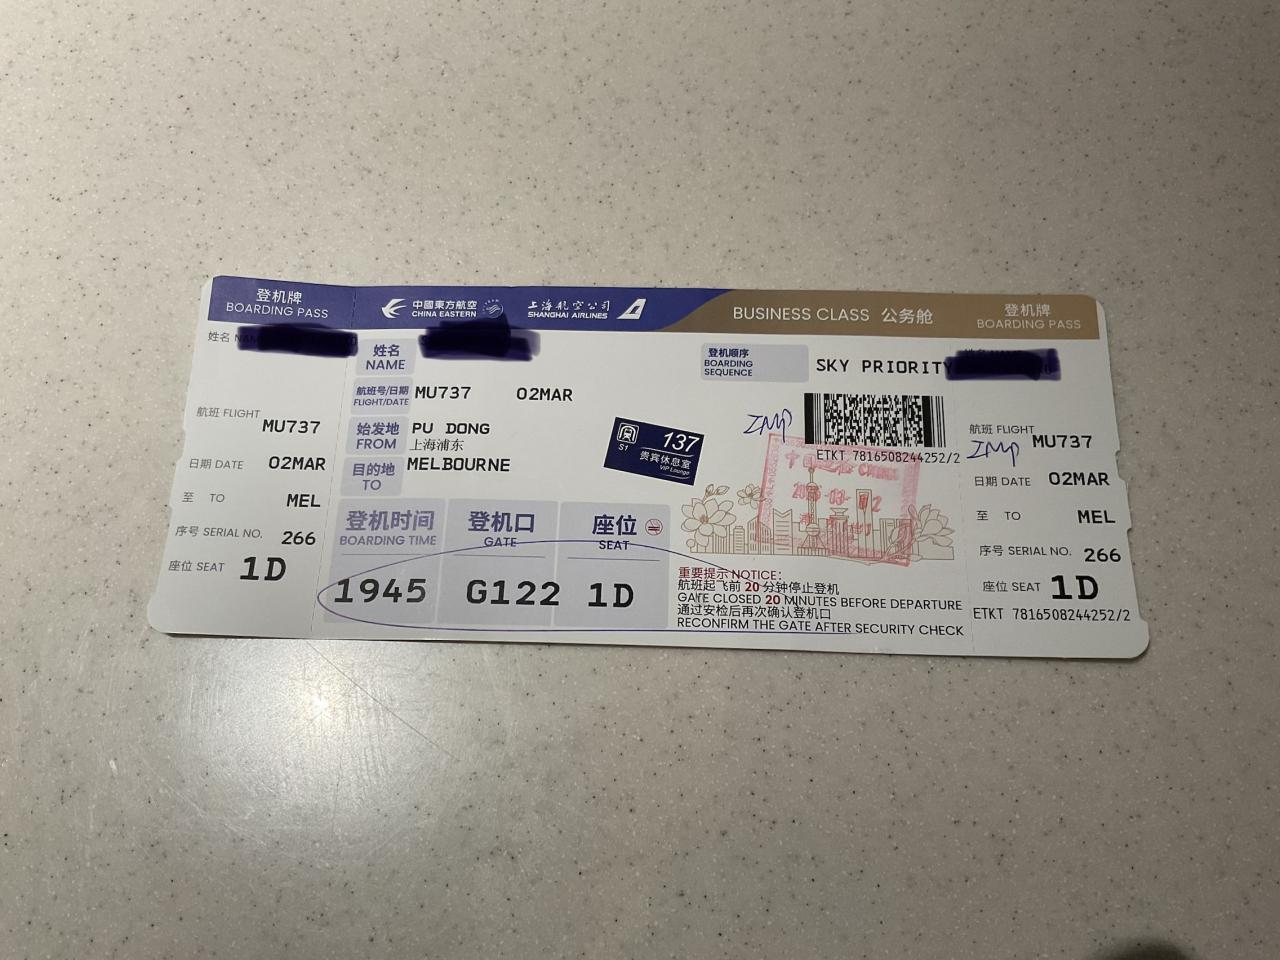 登机牌
BOARDING PASS
姓名
航班 FLIGHT
MU737
日期 DATE 02MAR
至 TO MEL
序号 SERIAL NO. 266
座位 SEAT 1D
中國東方航空
CHINA EASTERN
上海航空公司
SHANGHAI AIRLINES
BUSINESS CLASS 公务舱
姓名
NAME
航班号/日期
FLIGHT/DATE
MU737 02MAR
始发地
FROM
PU DONG
上海浦东
目的地
TO
MELBOURNE
登机顺序
BOARDING
SEQUENCE
SKY PRIORITY
S1
137
贵宾休息室
VIP Lounge
ETKT 7816508244252/2
登机时间
BOARDING TIME
1945
登机口
GATE
G122
座位
SEAT
1D
重要提示 NOTICE:
航班起飞前 20 分钟停止登机
GATE CLOSED 20 MINUTES BEFORE DEPARTURE
通过安检后再次确认登机口
RECONFIRM THE GATE AFTER SECURITY CHECK
登机牌
BOARDING PASS
航班 FLIGHT
MU737
日期 DATE 02MAR
至 TO MEL
序号 SERIAL NO. 266
座位 SEAT 1D
ETKT 7816508244252/2